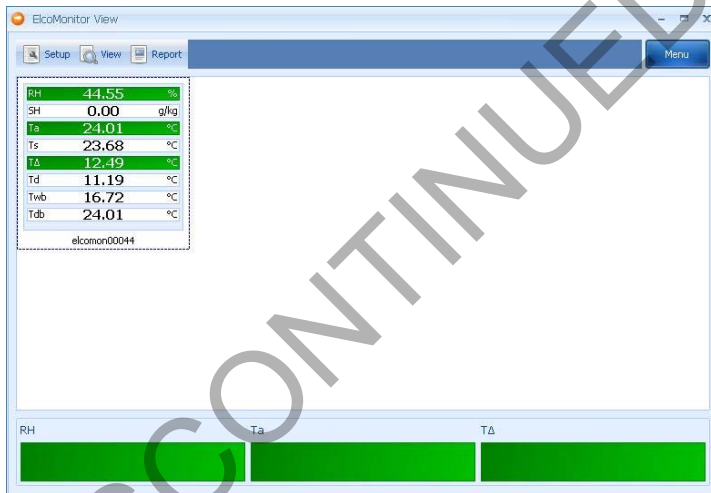 ElcoMonitor View
Setup View Report Menu
RH 44.55 %
SH 0.00 g/kg
Ta 24.01 °C
Ts 23.68 °C
TΔ 12.49 °C
Td 11.19 °C
Twb 16.72 °C
Tdb 24.01 °C
elcomon00044
RH Ta TΔ
SCONTINUED